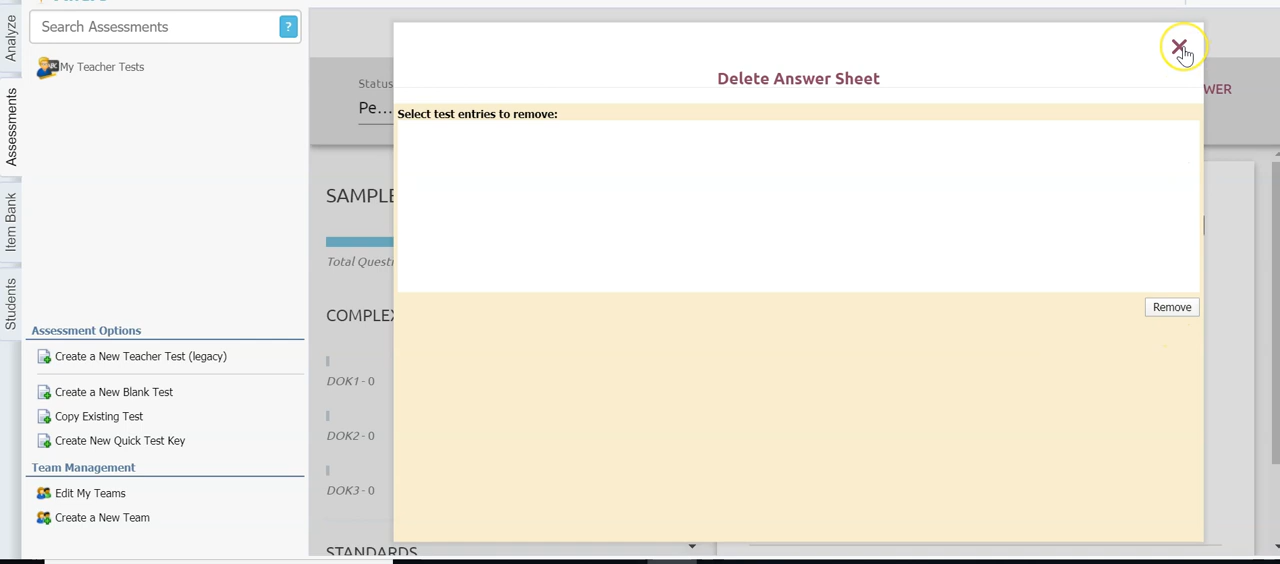 Search Assessments
?
My Teacher Tests
Analyze
Assessments
Item Bank
Students
Assessment Options
Create a New Teacher Test (legacy)
Create a New Blank Test
Copy Existing Test
Create New Quick Test Key
Team Management
Edit My Teams
Create a New Team
Status
Pe...
SAMPLE
Total Questi
COMPLEX
DOK1 - 0
DOK2 - 0
DOK3 - 0
STANDARDS
Delete Answer Sheet
Select test entries to remove:
Remove
WER